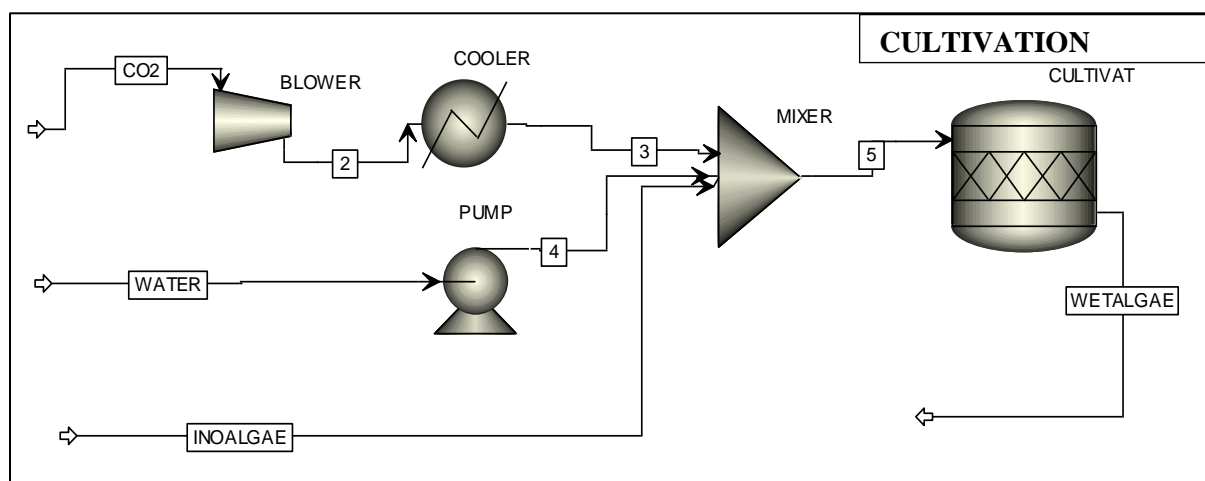 CULTIVATION
CULTIVAT
COOLER
CO2
BLOWER
MIXER
2
3
5
PUMP
4
WATER
WETALGAE
INOALGAE